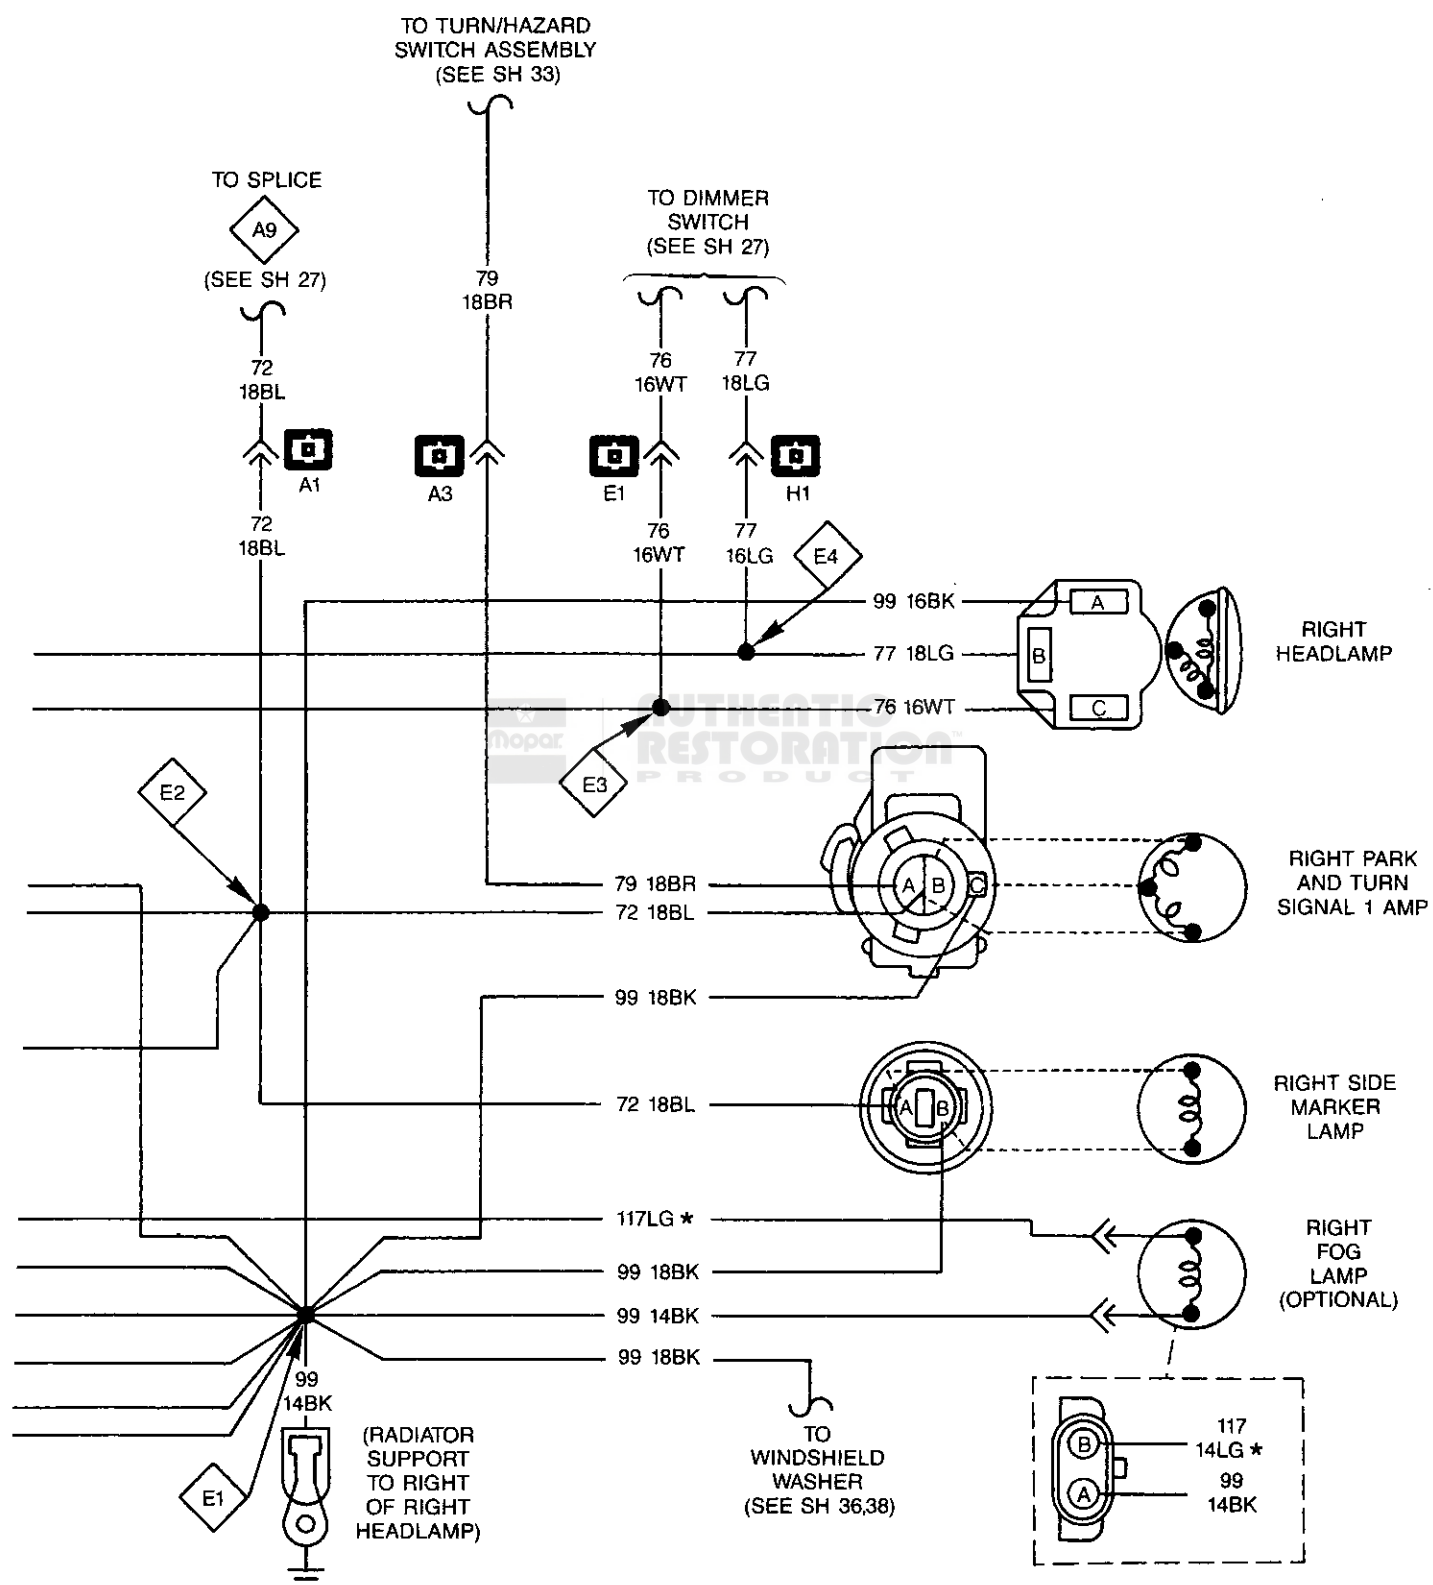 TO TURN/HAZARD
SWITCH ASSEMBLY
(SEE SH 33)
TO SPLICE
A9
(SEE SH 27)
TO DIMMER
SWITCH
(SEE SH 27)
79
18BR
72
18BL
76
16WT
77
18LG
A1
A3
E1
H1
72
18BL
76
16WT
77
16LG
E4
99 16BK
A
77 18LG
B
RIGHT
HEADLAMP
76 16WT
C
Mopar
AUTHENTIC
RESTORATION™
PRODUCT
E3
E2
79 18BR
72 18BL
A
B
C
RIGHT PARK
AND TURN
SIGNAL 1 AMP
99 18BK
72 18BL
A
B
RIGHT SIDE
MARKER
LAMP
117LG *
99 18BK
99 14BK
99 18BK
RIGHT
FOG
LAMP
(OPTIONAL)
99
14BK
E1
(RADIATOR
SUPPORT
TO RIGHT
OF RIGHT
HEADLAMP)
TO
WINDSHIELD
WASHER
(SEE SH 36,38)
B
117
14LG *
A
99
14BK